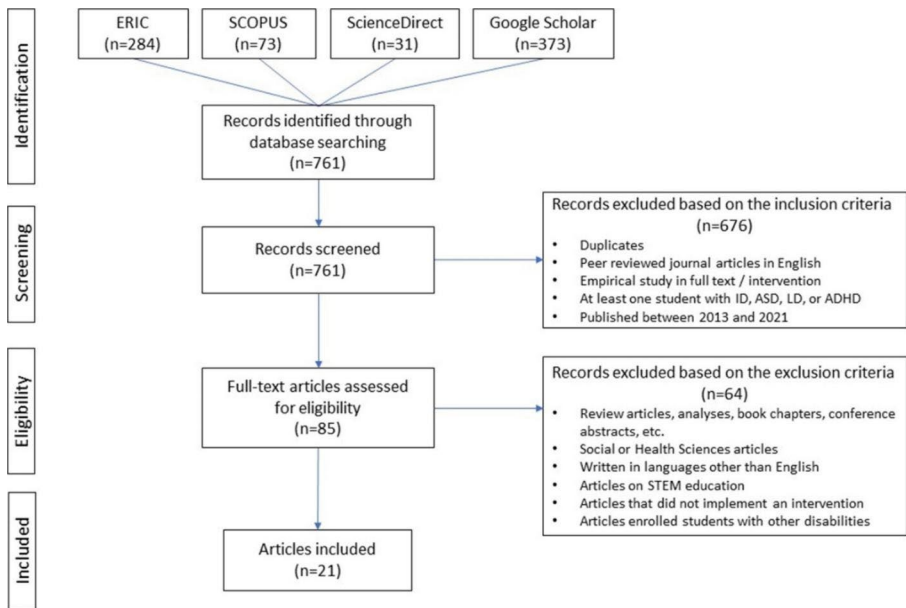 Identification
ERIC
(n=284)
SCOPUS
(n=73)
ScienceDirect
(n=31)
Google Scholar
(n=373)
Records identified through
database searching
(n=761)
Screening
Records screened
(n=761)
Records excluded based on the inclusion criteria
(n=676)
• Duplicates
• Peer reviewed journal articles in English
• Empirical study in full text / intervention
• At least one student with ID, ASD, LD, or ADHD
• Published between 2013 and 2021
Eligibility
Full-text articles assessed
for eligibility
(n=85)
Records excluded based on the exclusion criteria
(n=64)
• Review articles, analyses, book chapters, conference
abstracts, etc.
• Social or Health Sciences articles
• Written in languages other than English
• Articles on STEM education
• Articles that did not implement an intervention
• Articles enrolled students with other disabilities
Included
Articles included
(n=21)